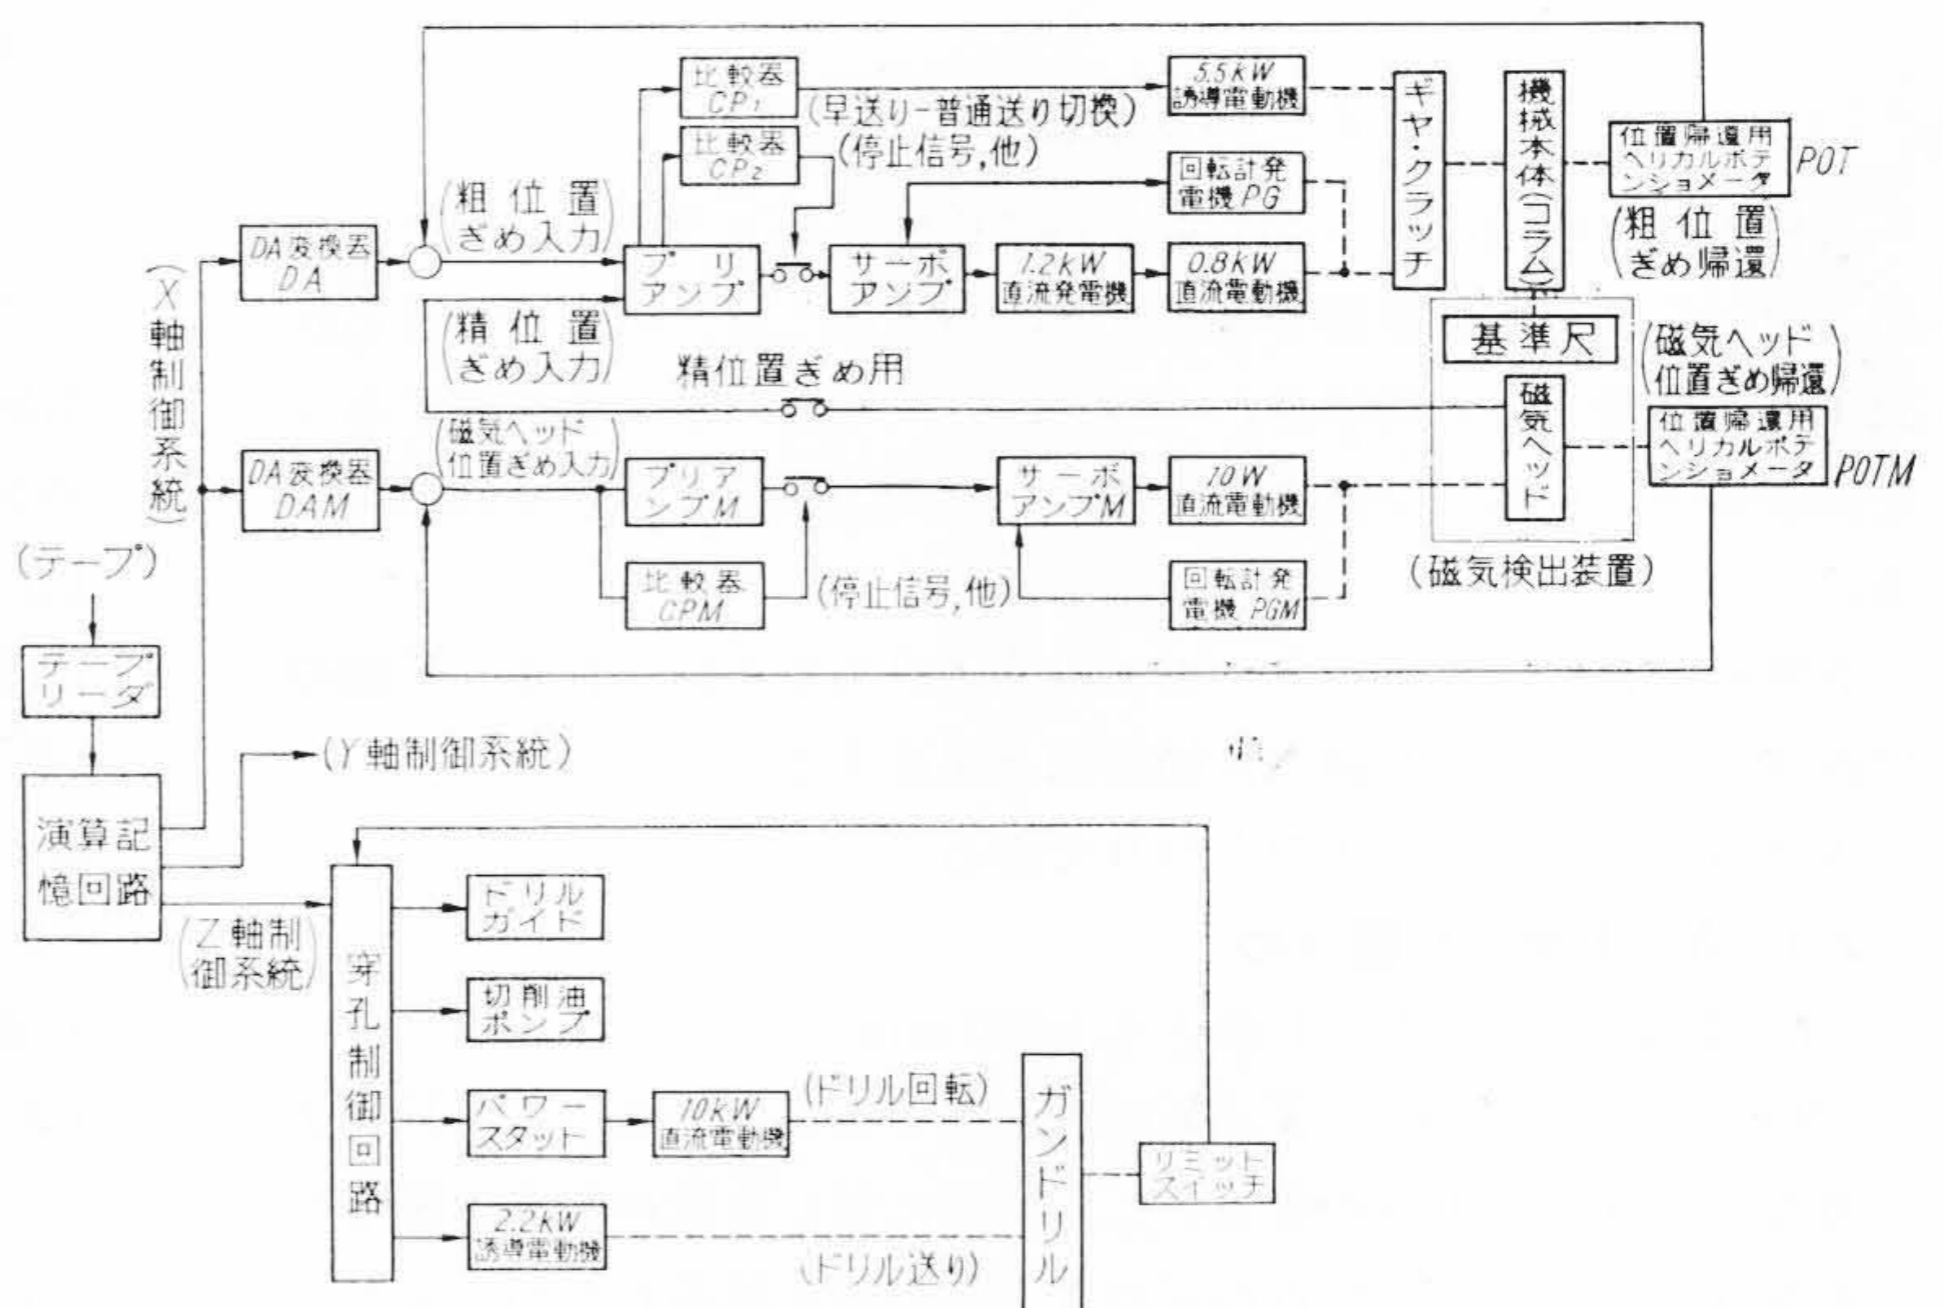 比較器
CP₁
5.5kW
誘導電動機
(早送り-普通送り切換)
比較器
CP₂
(停止信号,他)
回転計発
電機PG
ギヤ・クラッチ
機械本体(コラム)
位置帰還用
ヘリカルポテ
ンショメータ
POT
(粗位置
ぎめ帰還)
(粗位置
ぎめ入力)
DA変換器
DA
プリ
アンプ
サーボ
アンプ
1.2kW
直流発電機
0.8kW
直流電動機
(X軸制御系統)
(精位置
ぎめ入力)
精位置ぎめ用
基準尺
(磁気ヘッド
位置ぎめ帰還)
磁気ヘッド
位置帰還用
ヘリカルポテ
ンショメータ
POTM
(磁気ヘッド
位置ぎめ入力)
DA変換器
DAM
プリア
ンプM
サーボ
アンプM
10W
直流電動機
(磁気検出装置)
比較器
CPM
(停止信号,他)
回転計発
電機 PGM
(テープ)
テープ
リーダ
演算記
憶回路
(Y軸制御系統)
(Z軸制
御系統)
穿孔制御回路
ドリル
ガイド
切削油
ポンプ
パワー
スタット
10kW
直流電動機
(ドリル回転)
2.2kW
誘導電動機
(ドリル送り)
ガンドリル
リミット
スイッチ